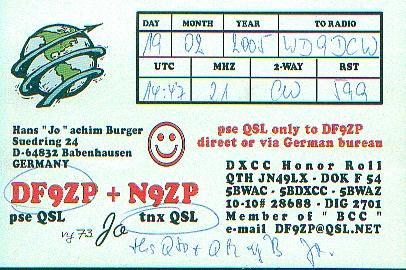 DAY MONTH YEAR TO RADIO
19 02 2005 WD9DCW
UTC MHZ 2-WAY RST
14:47 21 CW 599
Hans "Jo" achim Burger
Suedring 24
D-64832 Babenhausen
GERMANY
pse QSL only to DF9ZP
direct or via German bureau
DF9ZP + N9ZP
pse QSL tnx QSL
DXCC Honor Roll
QTH JN49LX - DOK F 54
5BWAC - 5BDXCC - 5BWAZ
10-10# 28688 - DIG 2701
Member of "BCC"
e-mail DF9ZP@QSL.NET
vy 73 Jo
QSO +